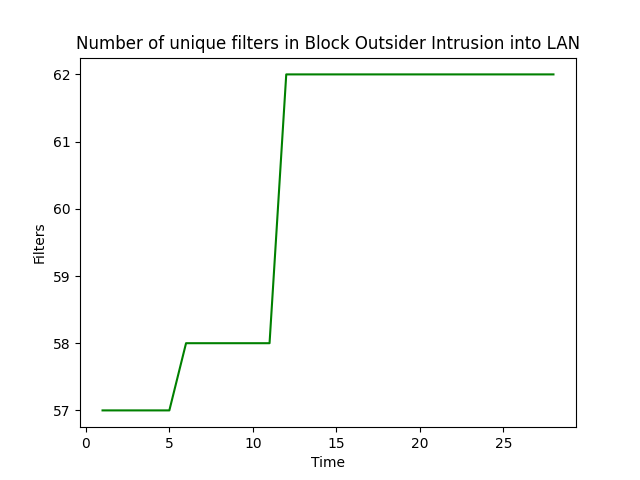 Number of unique filters in Block Outsider Intrusion into LAN
62
61
60
59
58
57
Filters
0 5 10 15 20 25
Time